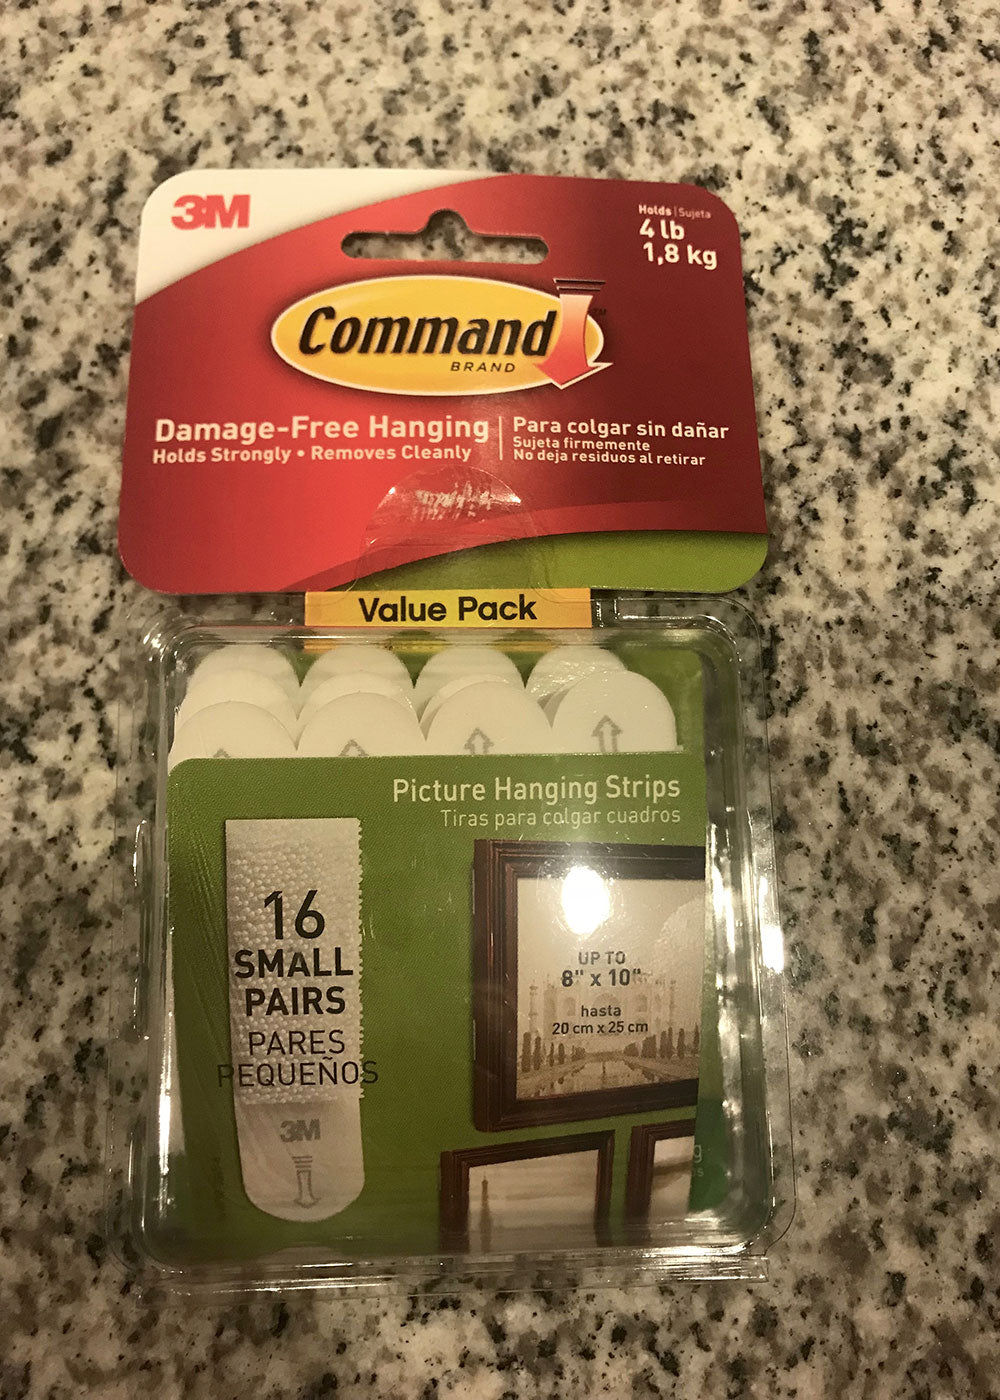 3M
Holds | Sujeta
4 lb
1,8 kg
Command™
BRAND
Damage-Free Hanging
Holds Strongly • Removes Cleanly
Para colgar sin dañar
Sujeta firmemente
No deja residuos al retirar
Value Pack
Picture Hanging Strips
Tiras para colgar cuadros
16
SMALL
PAIRS
PARES
PEQUEÑOS
3M
UP TO
8" x 10"
hasta
20 cm x 25 cm